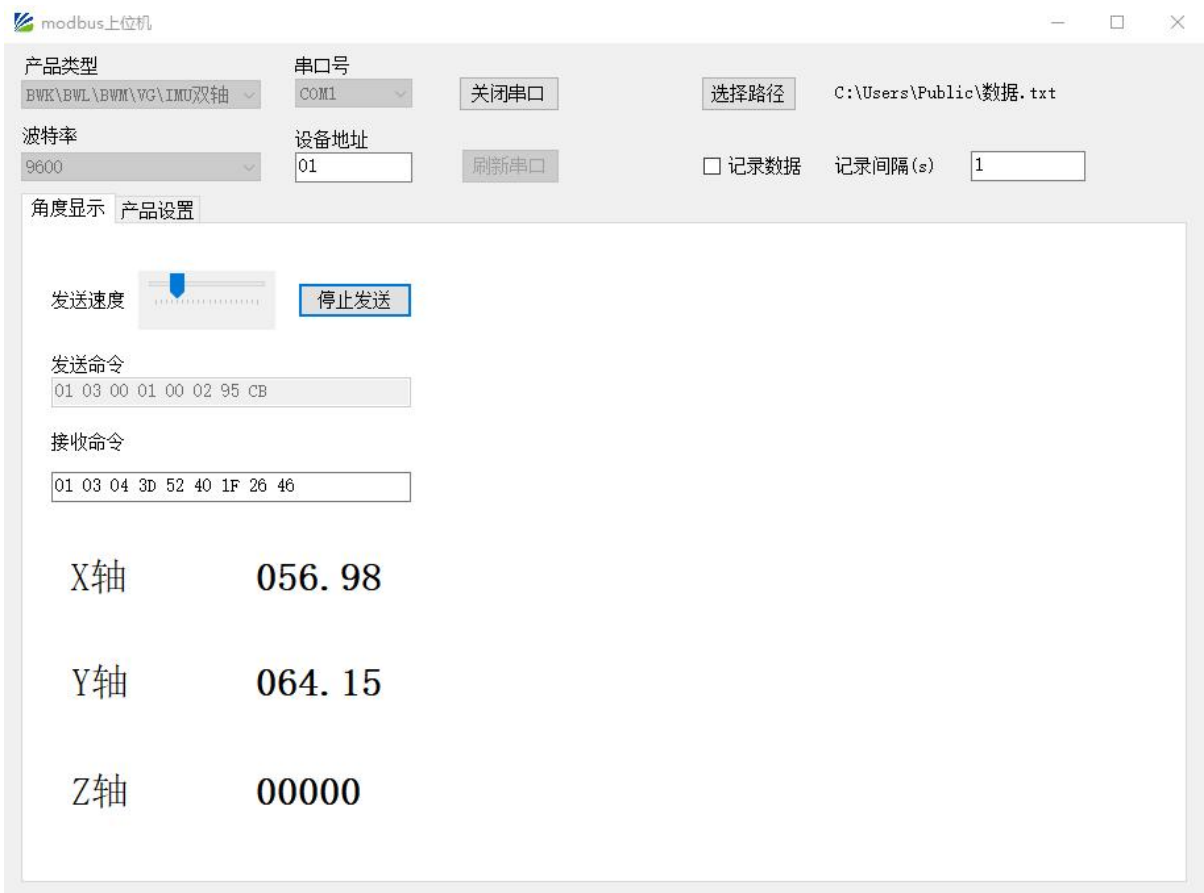 modbus上位机
产品类型 串口号
BWK\BWL\BWM\VG\IMU双轴 COM1 关闭串口 选择路径 C:\Users\Public\数据.txt
波特率 设备地址
9600 01 刷新串口 记录数据 记录间隔(s) 1
角度显示 产品设置
发送速度 停止发送
发送命令
01 03 00 01 00 02 95 CB
接收命令
01 03 04 3D 52 40 1F 26 46
X轴 056.98
Y轴 064.15
Z轴 00000